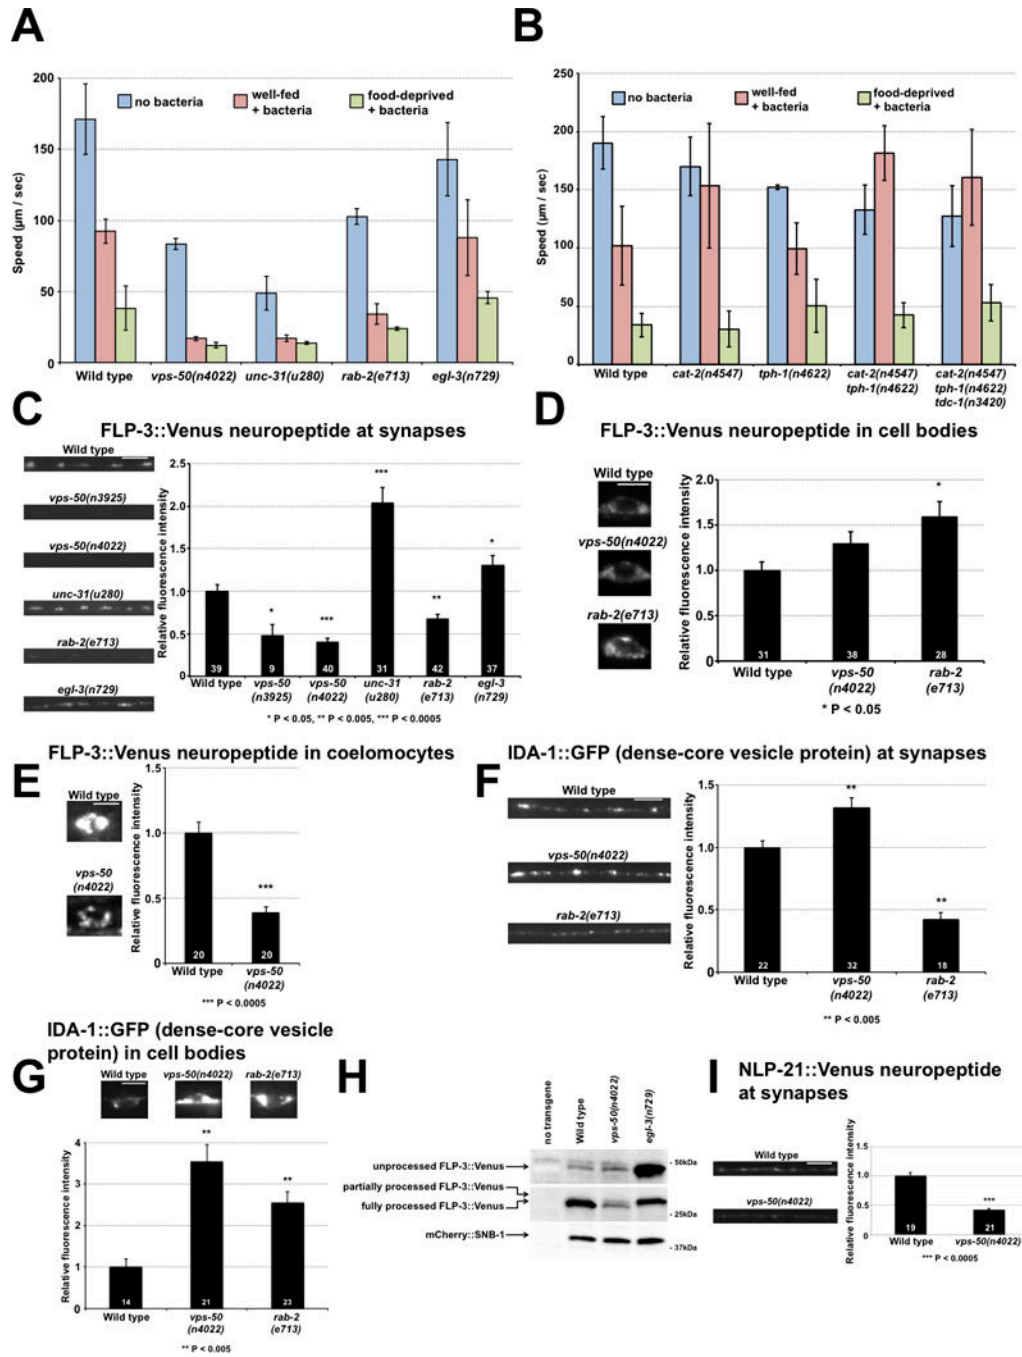 A
200
150
100
50
0
Speed (µm / sec)
no bacteria
well-fed
+ bacteria
food-deprived
+ bacteria
Wild type
vps-50(n4022)
unc-31(u280)
rab-2(e713)
egl-3(n729)
B
250
200
150
100
50
0
Speed (µm / sec)
no bacteria
well-fed
+ bacteria
food-deprived
+ bacteria
Wild type
cat-2(n4547)
tph-1(n4622)
cat-2(n4547)
tph-1(n4622)
cat-2(n4547)
tph-1(n4622)
tdc-1(n3420)
C
FLP-3::Venus neuropeptide at synapses
Wild type
vps-50(n3925)
vps-50(n4022)
unc-31(u280)
rab-2(e713)
egl-3(n729)
Relative fluorescence intensity
2.5
2.0
1.5
1.0
0.5
0
*
***
***
**
*
39
9
40
31
42
37
Wild type
vps-50
(n3925)
vps-50
(n4022)
unc-31
(u280)
rab-2
(e713)
egl-3
(n729)
* P < 0.05, ** P < 0.005, *** P < 0.0005
D
FLP-3::Venus neuropeptide in cell bodies
Wild type
vps-50(n4022)
rab-2(e713)
Relative fluorescence intensity
2.0
1.5
1.0
0.5
0
*
31
38
28
Wild type
vps-50
(n4022)
rab-2
(e713)
* P < 0.05
E
FLP-3::Venus neuropeptide in coelomocytes
Wild type
vps-50
(n4022)
Relative fluorescence intensity
1.5
1.0
0.5
0
***
20
20
Wild type
vps-50
(n4022)
*** P < 0.0005
F
IDA-1::GFP (dense-core vesicle protein) at synapses
Wild type
vps-50(n4022)
rab-2(e713)
Relative fluorescence intensity
1.5
1.0
0.5
0
**
**
22
32
18
Wild type
vps-50
(n4022)
rab-2
(e713)
** P < 0.005
G
IDA-1::GFP (dense-core vesicle
protein) in cell bodies
Wild type
vps-50(n4022)
rab-2(e713)
Relative fluorescence intensity
4
3
2
1
0
**
**
14
21
23
Wild type
vps-50
(n4022)
rab-2
(e713)
** P < 0.005
H
no transgene
Wild type
vps-50(n4022)
egl-3(n729)
unprocessed FLP-3::Venus
- 50kDa
partially processed FLP-3::Venus
fully processed FLP-3::Venus
- 25kDa
mCherry::SNB-1
- 37kDa
I
NLP-21::Venus neuropeptide
at synapses
Wild type
vps-50(n4022)
Relative fluorescence intensity
1.5
1.0
0.5
0
***
19
21
Wild type
vps-50(n4022)
*** P < 0.0005